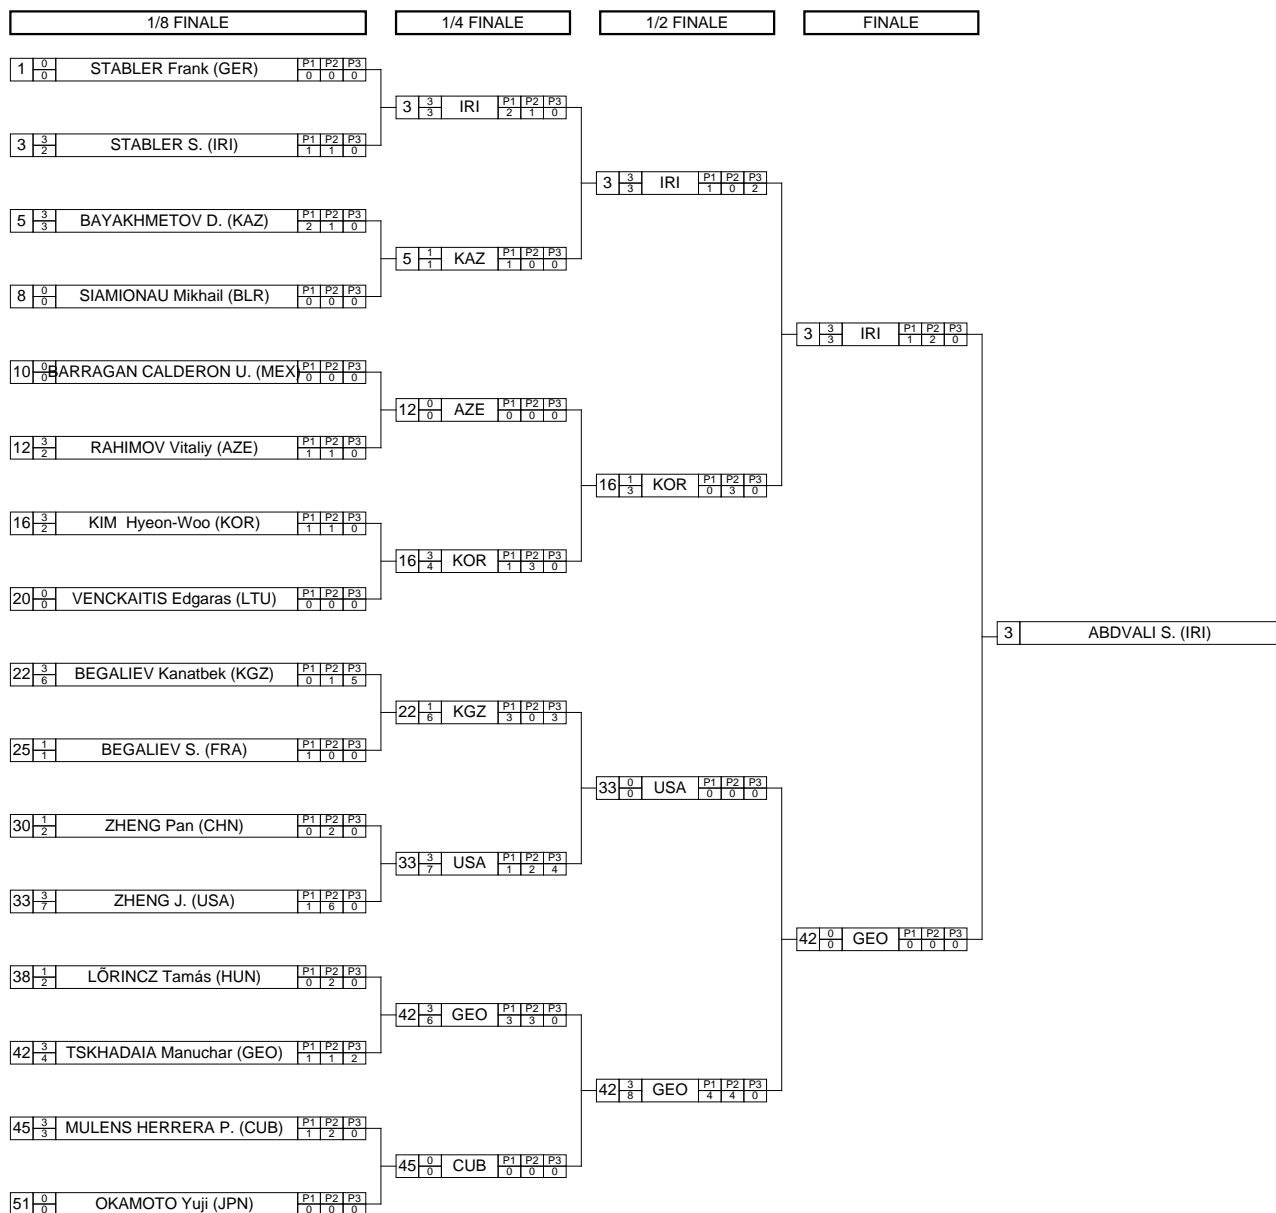 1/8 FINALE 1/4 FINALE 1/2 FINALE FINALE
1 0 0 STABLER Frank (GER) P1 P2 P3 0 0 0
3 3 3 IRI P1 P2 P3 2 1 0
3 3 2 STABLER S. (IRI) P1 P2 P3 1 1 0
3 3 3 IRI P1 P2 P3 1 0 2
5 3 3 BAYAKHMETOV D. (KAZ) P1 P2 P3 2 1 0
5 1 1 KAZ P1 P2 P3 1 0 0
8 0 0 SIAMIONAU Mikhail (BLR) P1 P2 P3 0 0 0
3 3 3 IRI P1 P2 P3 1 2 0
10 0 0 BARRAGAN CALDERON U. (MEX) P1 P2 P3 0 0 0
12 0 0 AZE P1 P2 P3 0 0 0
12 3 2 RAHIMOV Vitaliy (AZE) P1 P2 P3 1 1 0
16 1 3 KOR P1 P2 P3 0 3 0
16 3 2 KIM Hyeon-Woo (KOR) P1 P2 P3 1 1 0
16 3 4 KOR P1 P2 P3 1 3 0
20 0 0 VENCKAITIS Edgaras (LTU) P1 P2 P3 0 0 0
3 ABDVALI S. (IRI)
22 3 6 BEGALIEV Kanatbek (KGZ) P1 P2 P3 0 1 5
22 1 6 KGZ P1 P2 P3 3 0 3
25 1 1 BEGALIEV S. (FRA) P1 P2 P3 1 0 0
33 0 0 USA P1 P2 P3 0 0 0
30 1 2 ZHENG Pan (CHN) P1 P2 P3 0 2 0
33 3 7 USA P1 P2 P3 1 2 4
33 3 7 ZHENG J. (USA) P1 P2 P3 1 6 0
42 0 0 GEO P1 P2 P3 0 0 0
38 1 2 LÕRINCZ Tamás (HUN) P1 P2 P3 0 2 0
42 3 6 GEO P1 P2 P3 3 3 0
42 3 4 TSKHADAIA Manuchar (GEO) P1 P2 P3 1 1 2
42 3 8 GEO P1 P2 P3 4 4 0
45 3 3 MULENS HERRERA P. (CUB) P1 P2 P3 1 2 0
45 0 0 CUB P1 P2 P3 0 0 0
51 0 0 OKAMOTO Yuji (JPN) P1 P2 P3 0 0 0